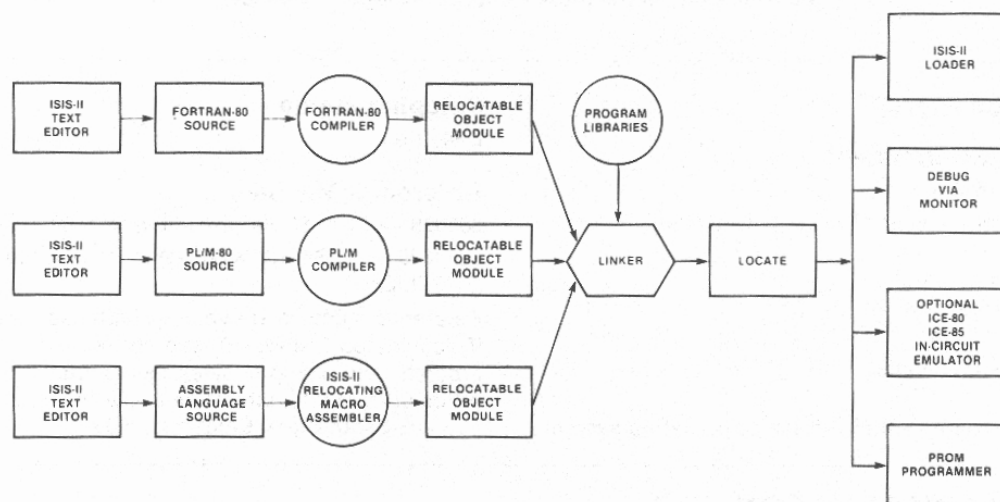 ISIS-II
TEXT
EDITOR
FORTRAN-80
SOURCE
FORTRAN-80
COMPILER
RELOCATABLE
OBJECT
MODULE
PROGRAM
LIBRARIES
ISIS-II
TEXT
EDITOR
PL/M-80
SOURCE
PL/M
COMPILER
RELOCATABLE
OBJECT
MODULE
LINKER
LOCATE
ISIS-II
TEXT
EDITOR
ASSEMBLY
LANGUAGE
SOURCE
ISIS-II
RELOCATING
MACRO
ASSEMBLER
RELOCATABLE
OBJECT
MODULE
ISIS-II
LOADER
DEBUG
VIA
MONITOR
OPTIONAL
ICE-80
ICE-85
IN-CIRCUIT
EMULATOR
PROM
PROGRAMMER